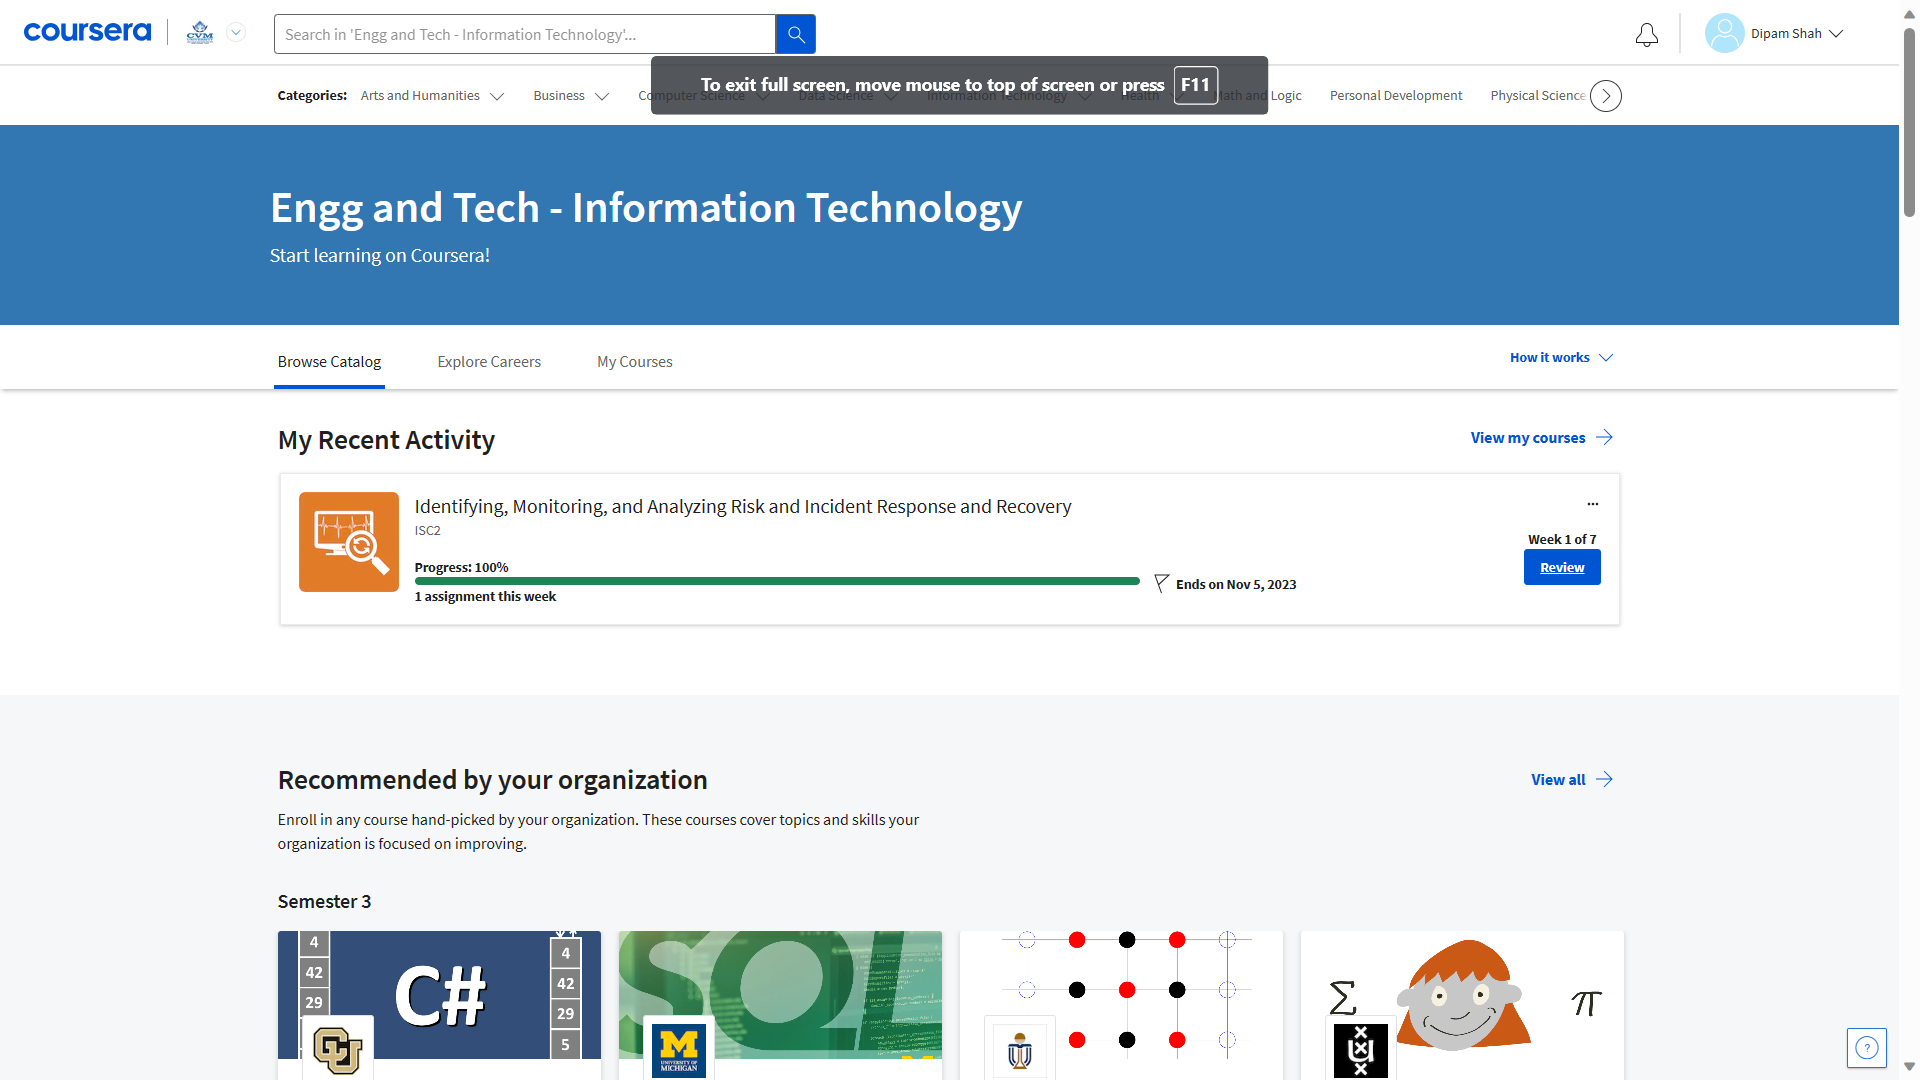 coursera
CVM
Search in 'Engg and Tech - Information Technology'...
Dipam Shah
To exit full screen, move mouse to top of screen or press F11
Categories: Arts and Humanities Business Computer Science Data Science Information Technology Health Math and Logic Personal Development Physical Science
Engg and Tech - Information Technology
Start learning on Coursera!
Browse Catalog Explore Careers My Courses How it works
My Recent Activity View my courses
Identifying, Monitoring, and Analyzing Risk and Incident Response and Recovery
...
ISC2
Week 1 of 7
Progress: 100%
Review
Ends on Nov 5, 2023
1 assignment this week
Recommended by your organization View all
Enroll in any course hand-picked by your organization. These courses cover topics and skills your
organization is focused on improving.
Semester 3
4
42
29
C#
4
42
29
5
CU
SQL
M
UNIVERSITY OF
MICHIGAN
Σ
π
U
?